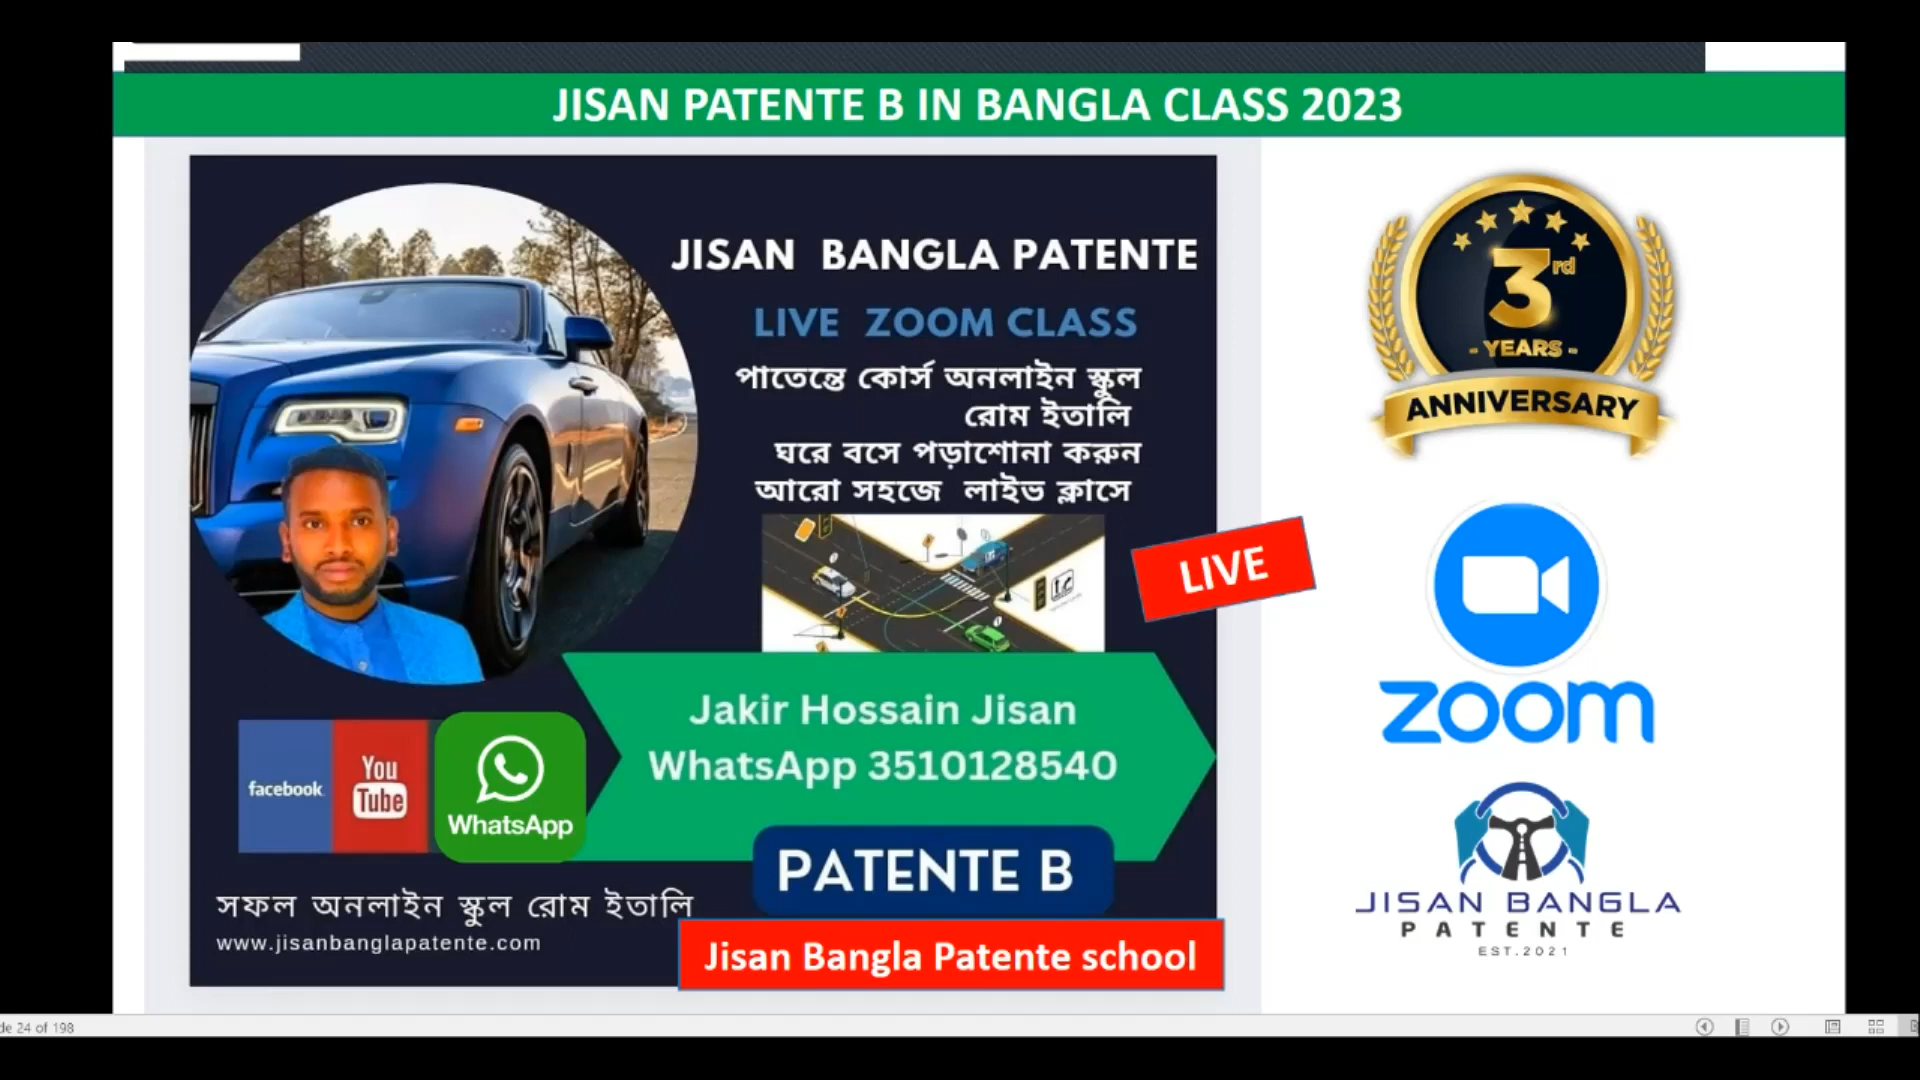 JISAN PATENTE B IN BANGLA CLASS 2023
JISAN BANGLA PATENTE
LIVE ZOOM CLASS
পাতেন্তে কোর্স অনলাইন স্কুল
রোম ইতালি
ঘরে বসে পড়াশোনা করুন
আরো সহজে লাইভ ক্লাসে
LIVE
Jakir Hossain Jisan
WhatsApp 3510128540
facebook
You
Tube
WhatsApp
PATENTE B
সফল অনলাইন স্কুল রোম ইতালি
www.jisanbanglapatente.com
Jisan Bangla Patente school
3rd
- YEARS -
ANNIVERSARY
zoom
JISAN BANGLA
PATENTE
EST.2021
de 24 of 198